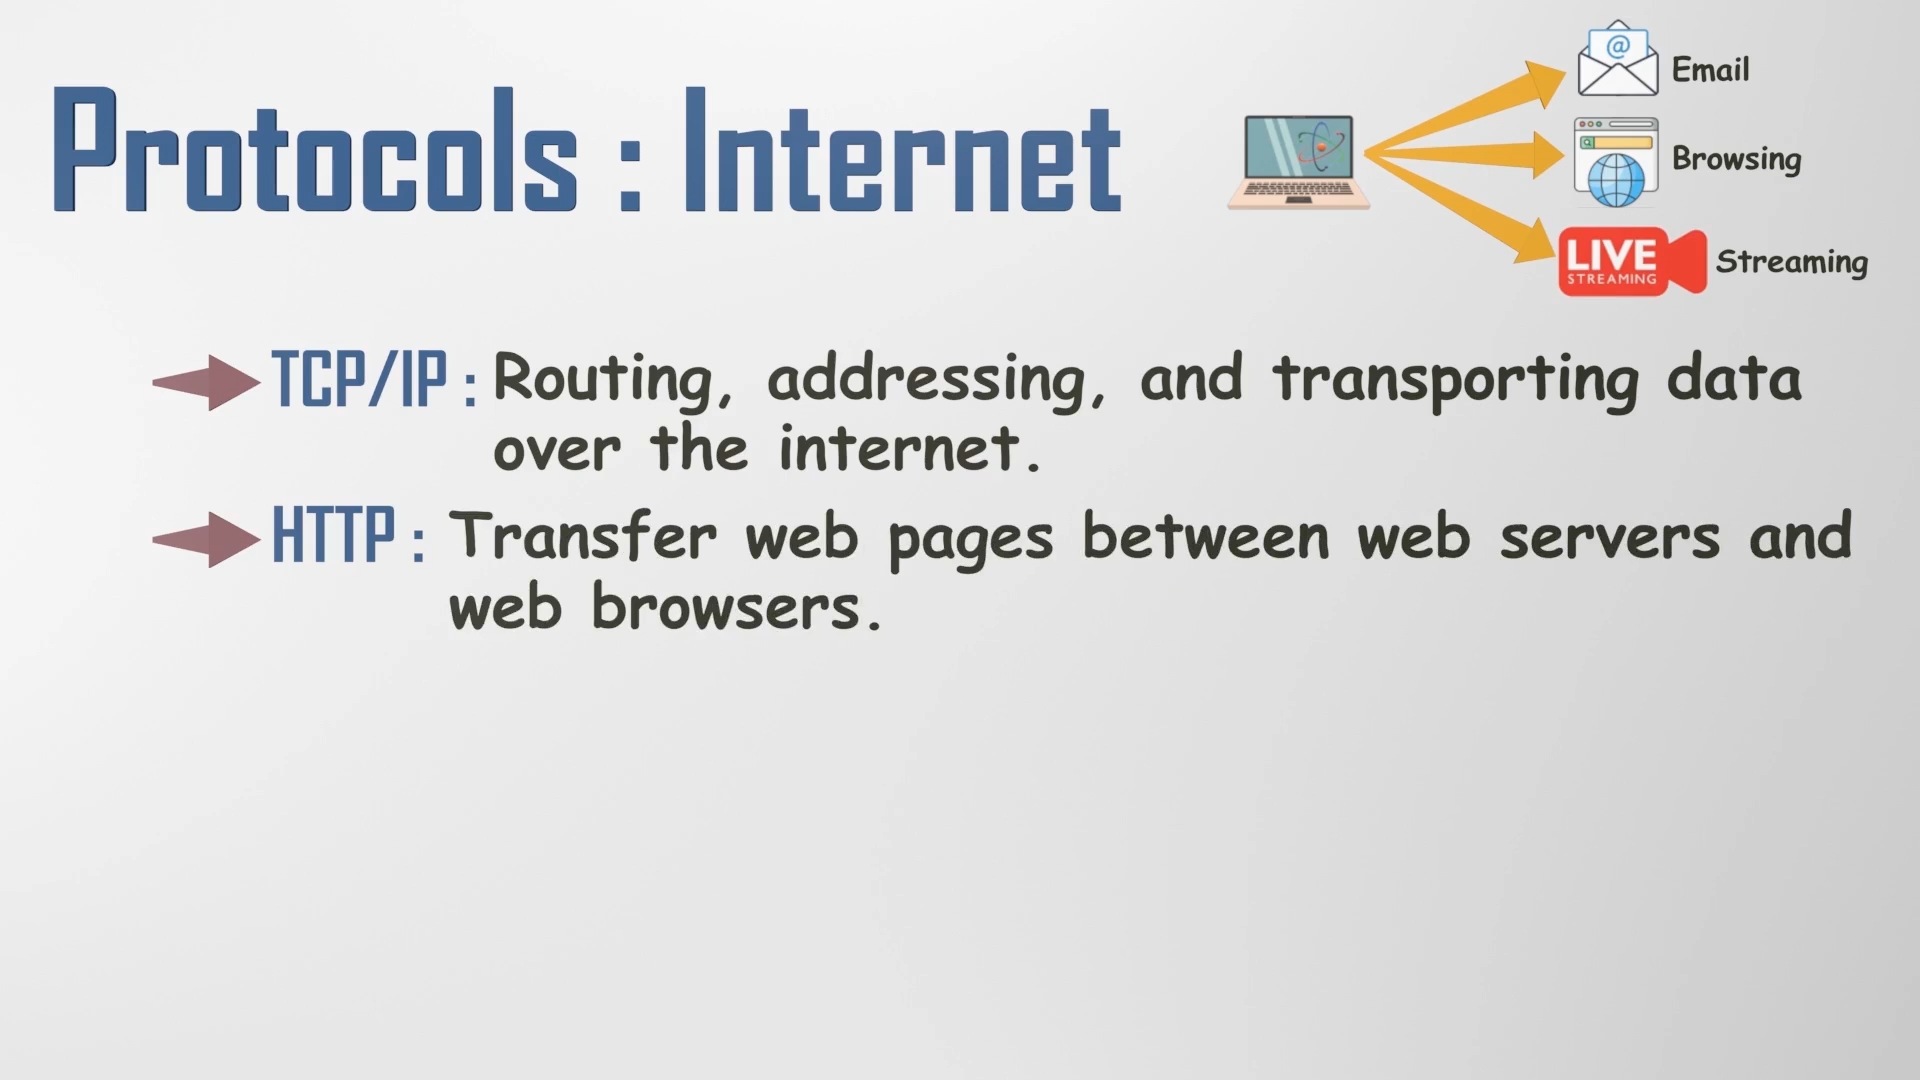 Protocols : Internet
@
Email
Browsing
LIVE
STREAMING
Streaming
TCP/IP : Routing, addressing, and transporting data
over the internet.
HTTP : Transfer web pages between web servers and
web browsers.